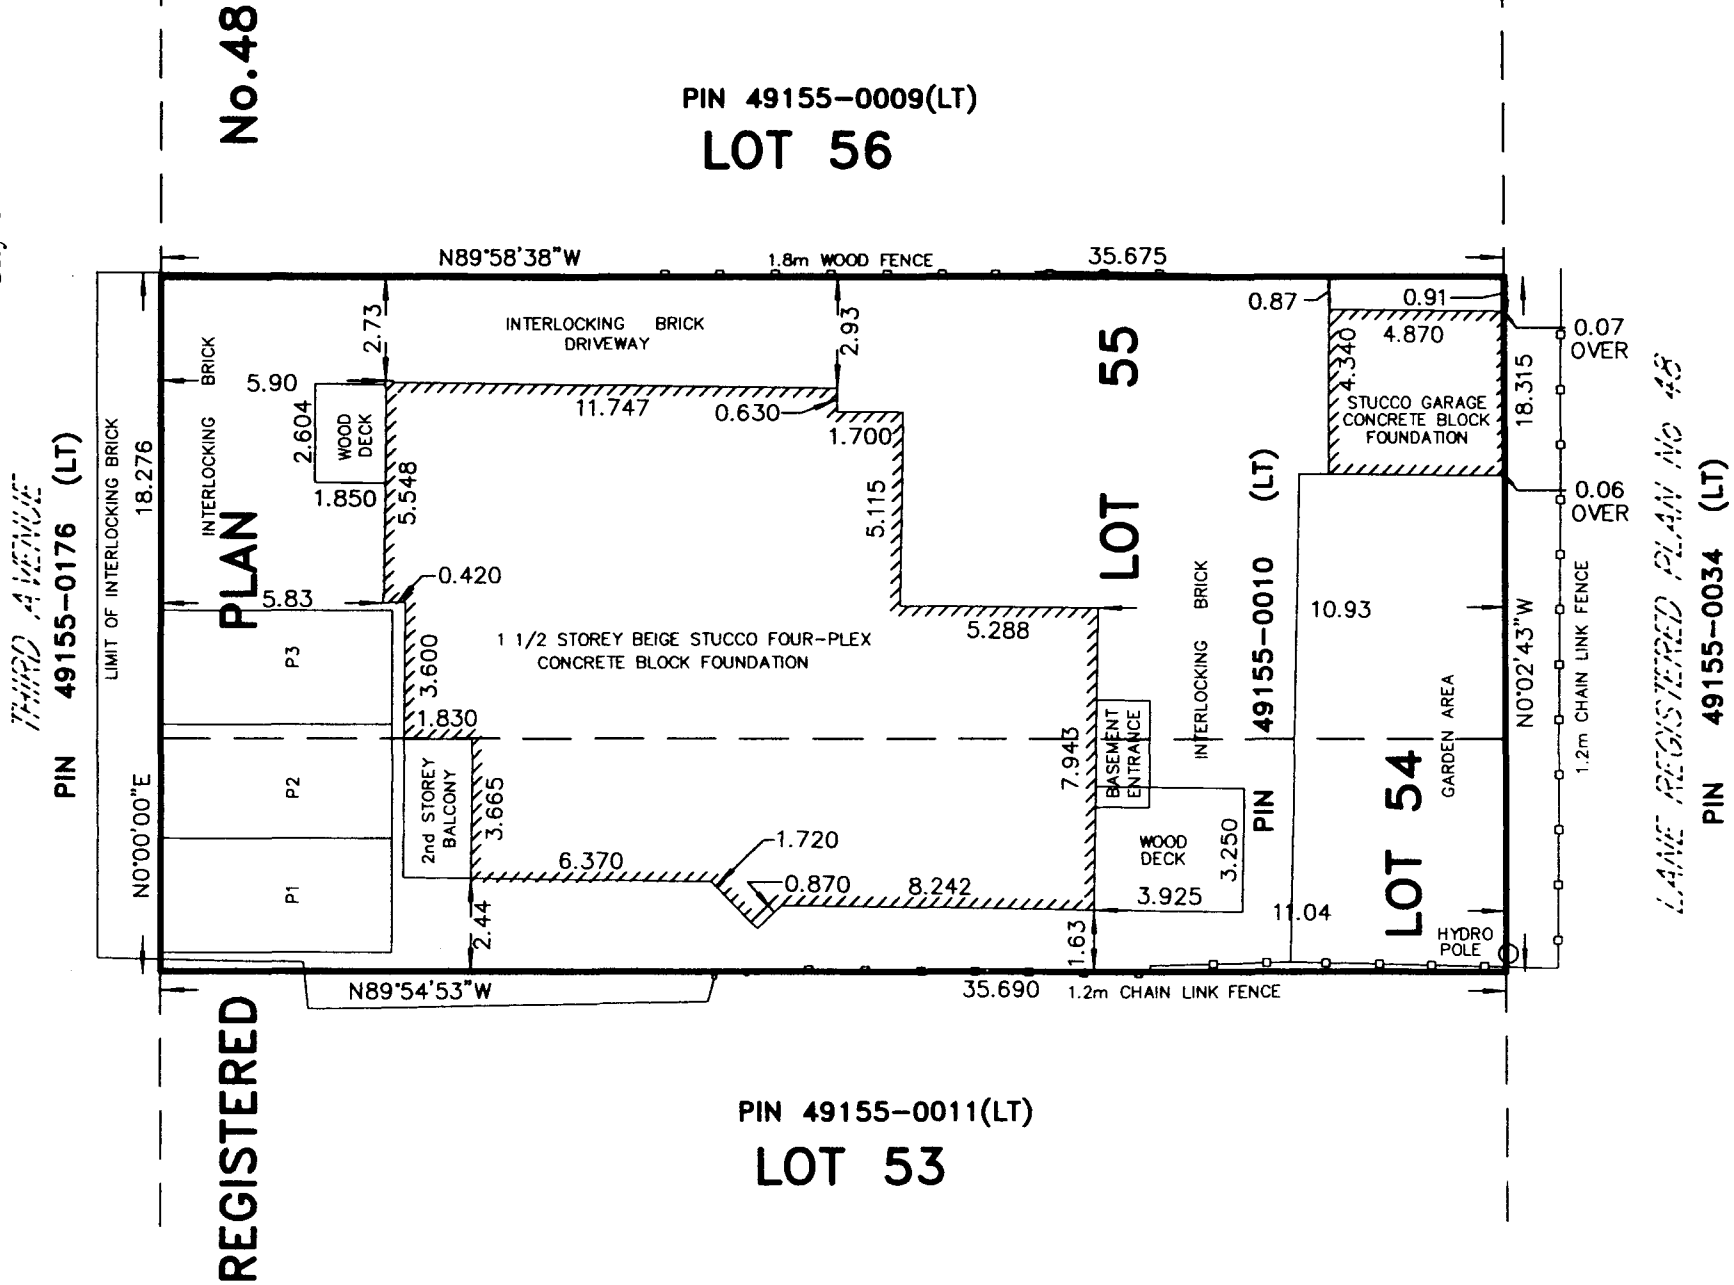 No.48
PIN 49155-0009(LT)
LOT 56
N89°58'38"W
1.8m WOOD FENCE
35.675
0.87
0.91
0.07
OVER
2.73
INTERLOCKING BRICK
DRIVEWAY
2.93
4.870
4.340
STUCCO GARAGE
CONCRETE BLOCK
FOUNDATION
18.315
5.90
11.747
0.630
1.700
2.604
WOOD
DECK
1.850
5.548
INTERLOCKING BRICK
PLAN
18.276
LIMIT OF INTERLOCKING BRICK
THIRD AVENUE
PIN 49155-0176 (LT)
5.115
LOT 55
0.06
OVER
0.420
5.83
5.288
10.93
1 1/2 STOREY BEIGE STUCCO FOUR-PLEX
CONCRETE BLOCK FOUNDATION
P3
3.600
1.830
INTERLOCKING BRICK
PIN 49155-0010 (LT)
GARDEN AREA
N0°02'43"W
1.2m CHAIN LINK FENCE
LANE REGISTERED PLAN No 48
PIN 49155-0034 (LT)
N0°00'00"E
P2
2nd STOREY
BALCONY
3.665
7.943
BASEMENT
ENTRANCE
WOOD
DECK
3.250
3.925
LOT 54
P1
6.370
1.720
0.870
8.242
11.04
2.44
1.63
HYDRO
POLE
N89°54'53"W
35.690
1.2m CHAIN LINK FENCE
REGISTERED
PIN 49155-0011(LT)
LOT 53